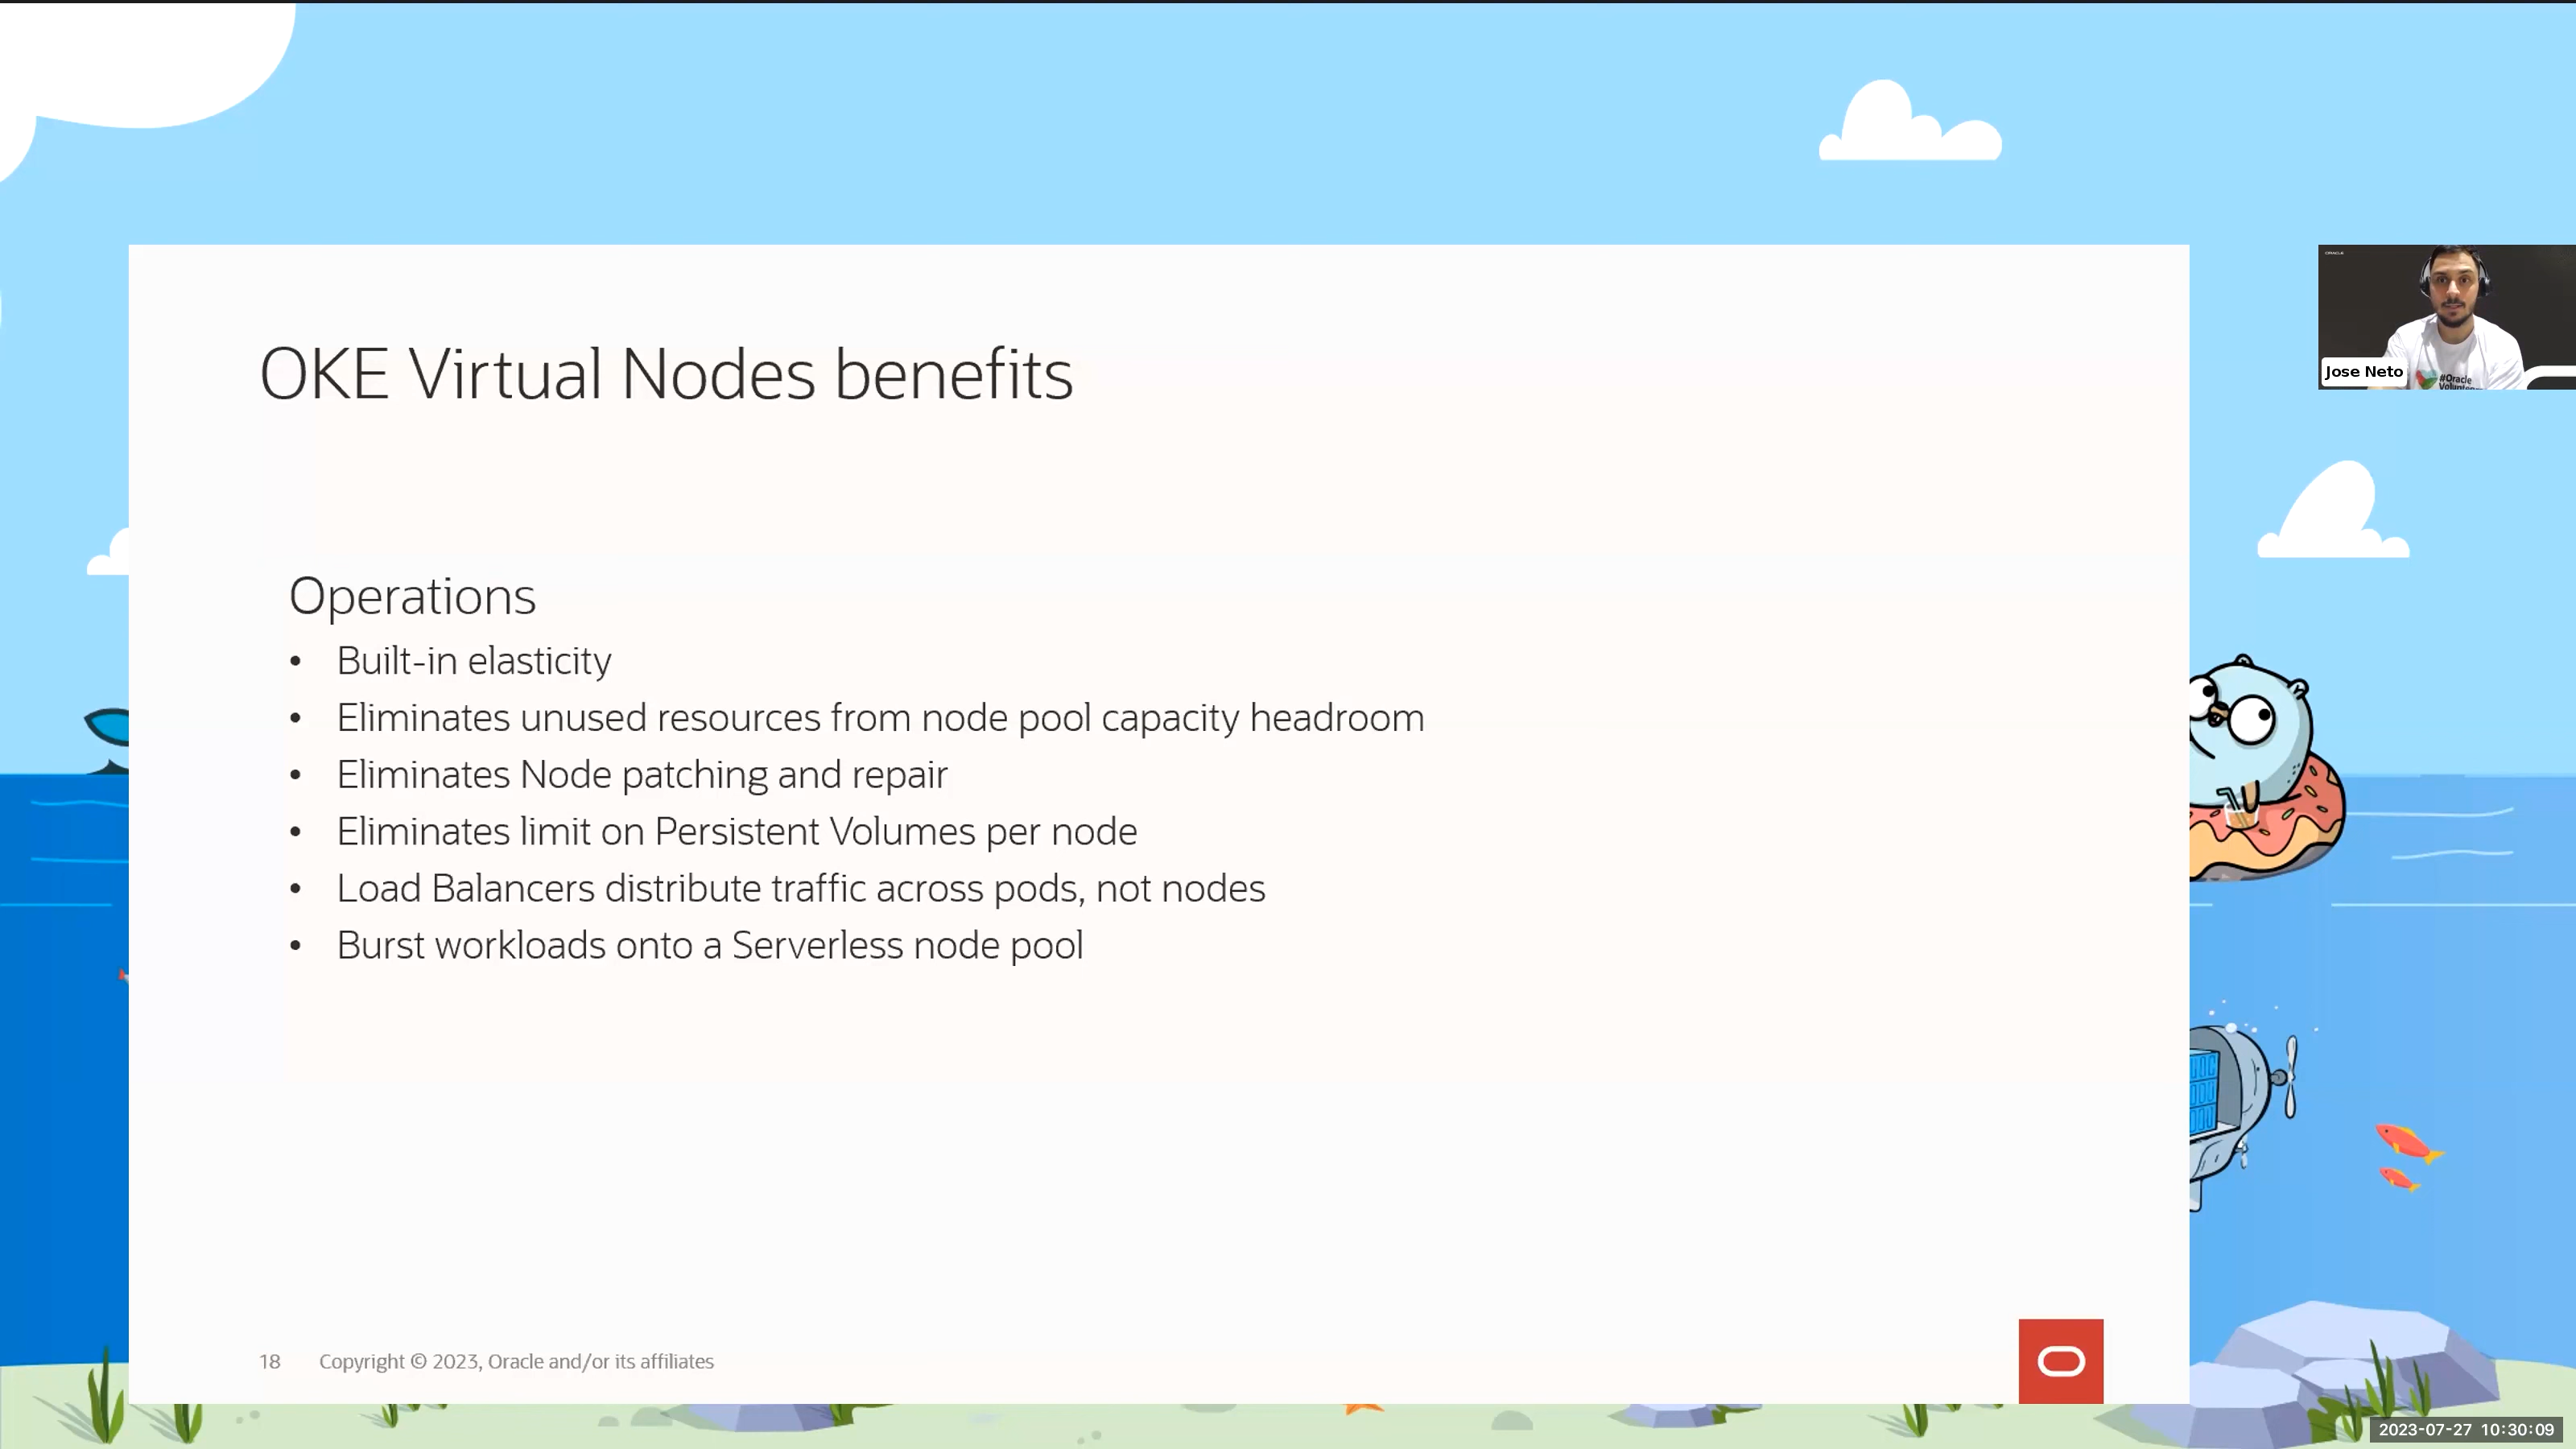 OKE Virtual Nodes benefits
ORACLE
Jose Neto
#Oracle
Operations
• Built-in elasticity
• Eliminates unused resources from node pool capacity headroom
• Eliminates Node patching and repair
• Eliminates limit on Persistent Volumes per node
• Load Balancers distribute traffic across pods, not nodes
• Burst workloads onto a Serverless node pool
18 Copyright © 2023, Oracle and/or its affiliates
2023-07-27 10:30:09